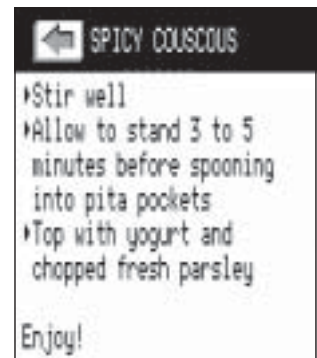 SPICY COUSCOUS
▸Stir well
▸Allow to stand 3 to 5
minutes before spooning
into pita pockets
▸Top with yogurt and
chopped fresh parsley
Enjoy!